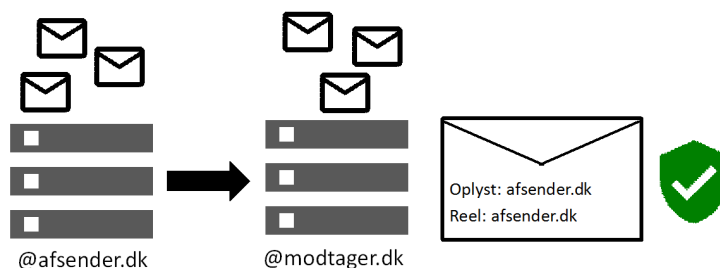 Oplyst: afsender.dk
Reel: afsender.dk
@afsender.dk
@modtager.dk